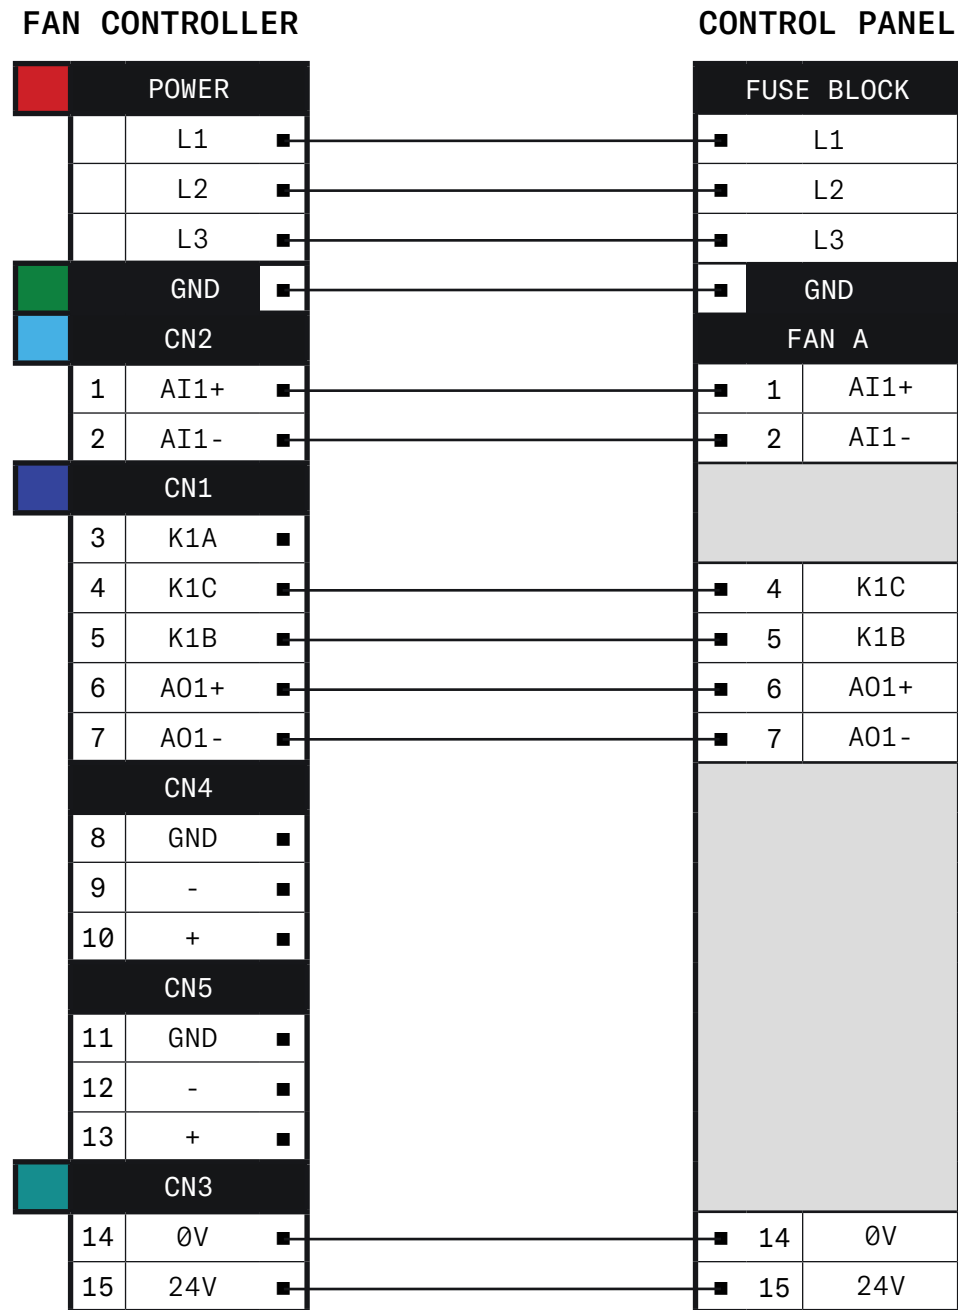 FAN CONTROLLER CONTROL PANEL
POWER FUSE BLOCK
L1 L1
L2 L2
L3 L3
GND GND
CN2 FAN A
1 AI1+ 1 AI1+
2 AI1- 2 AI1-
CN1
3 K1A
4 K1C 4 K1C
5 K1B 5 K1B
6 AO1+ 6 AO1+
7 AO1- 7 AO1-
CN4
8 GND
9 -
10 +
CN5
11 GND
12 -
13 +
CN3
14 0V 14 0V
15 24V 15 24V